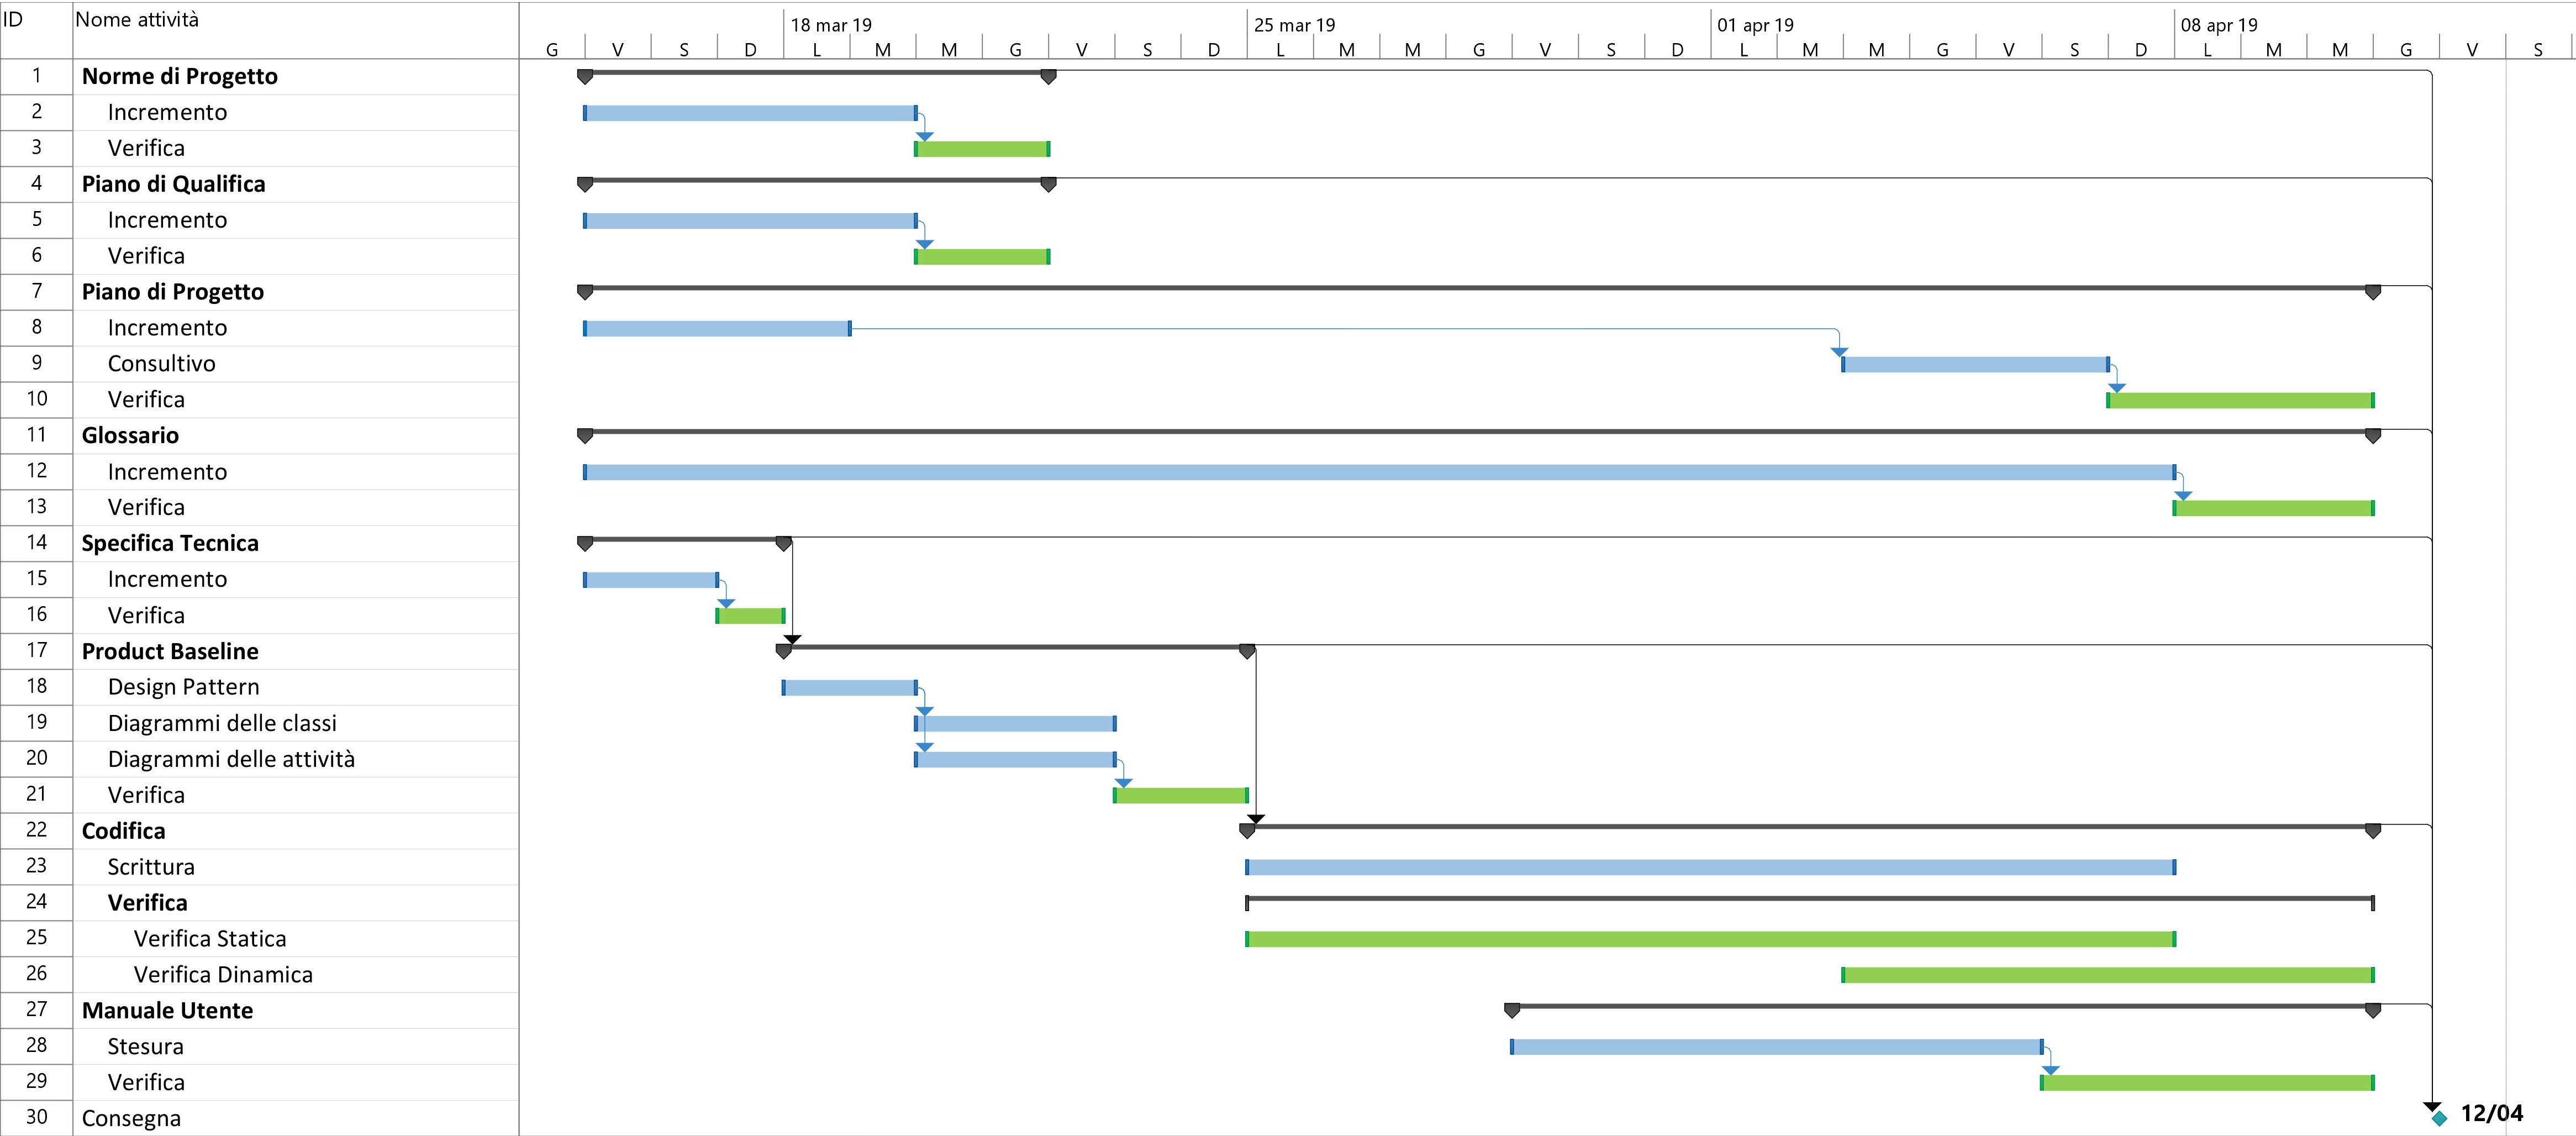 ID Nome attività 18 mar 19 25 mar 19 01 apr 19 08 apr 19
G V S D L M M G V S D L M M G V S D L M M G V S D L M M G V S
1 Norme di Progetto
2 Incremento
3 Verifica
4 Piano di Qualifica
5 Incremento
6 Verifica
7 Piano di Progetto
8 Incremento
9 Consultivo
10 Verifica
11 Glossario
12 Incremento
13 Verifica
14 Specifica Tecnica
15 Incremento
16 Verifica
17 Product Baseline
18 Design Pattern
19 Diagrammi delle classi
20 Diagrammi delle attività
21 Verifica
22 Codifica
23 Scrittura
24 Verifica
25 Verifica Statica
26 Verifica Dinamica
27 Manuale Utente
28 Stesura
29 Verifica
30 Consegna 12/04